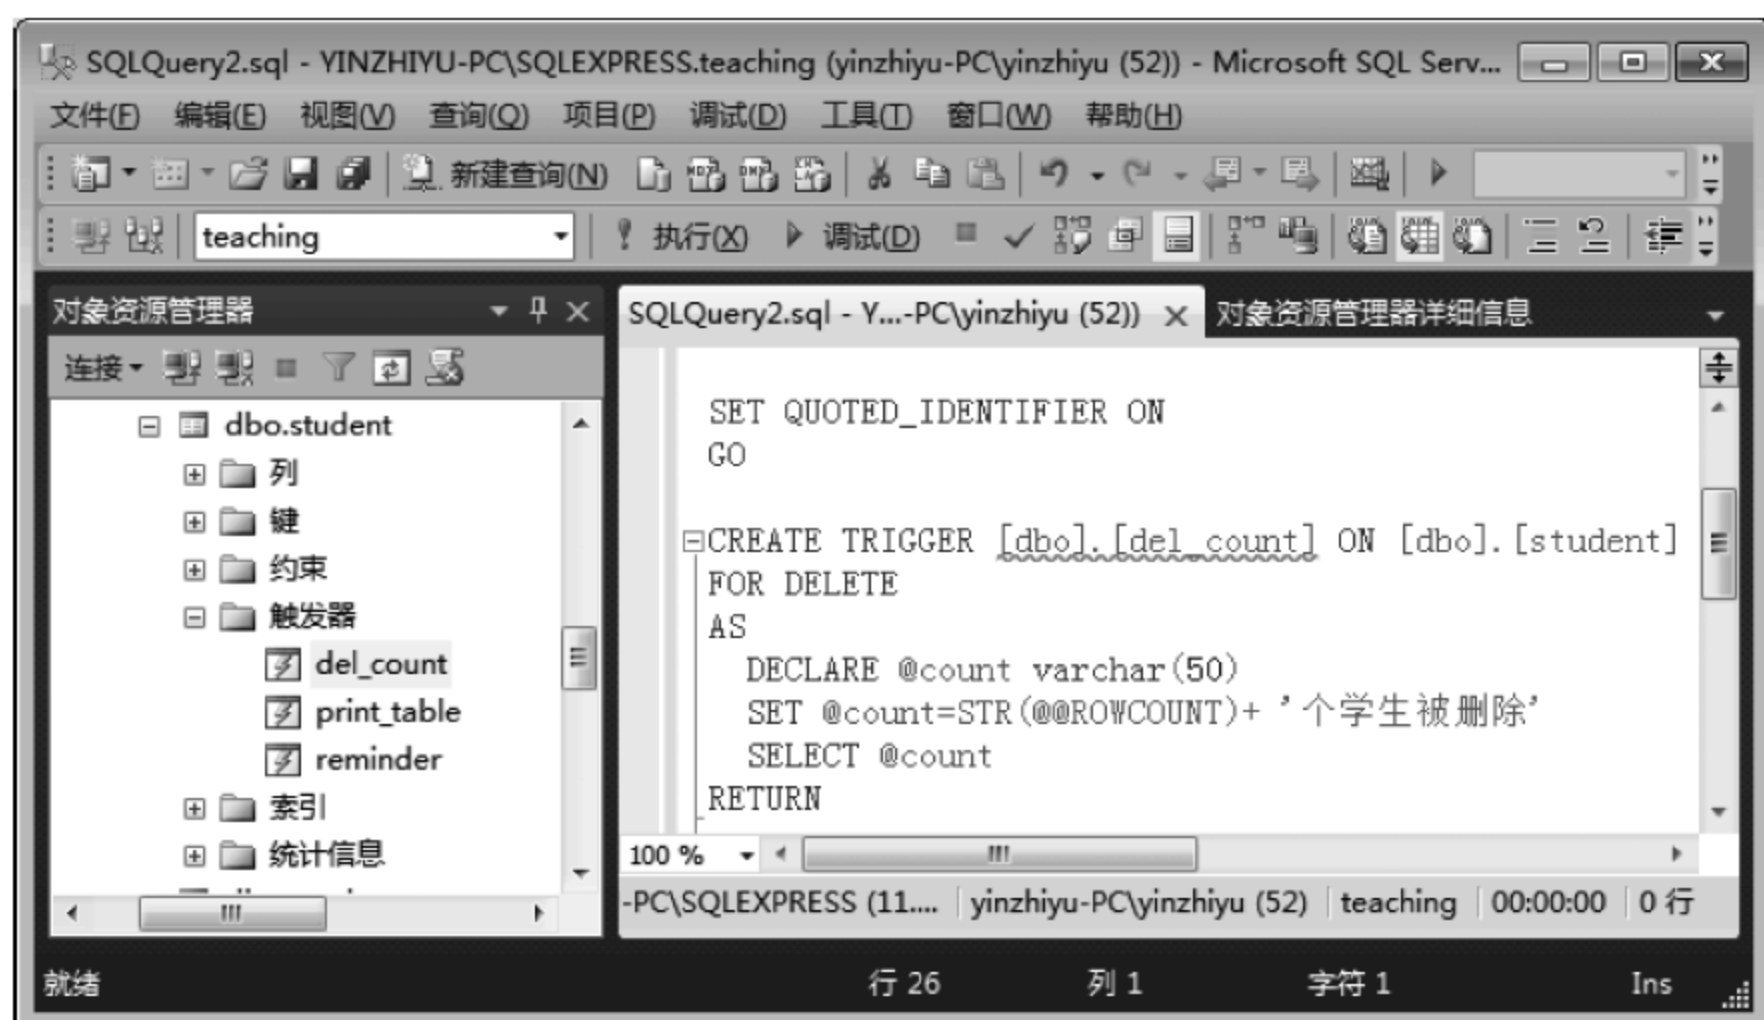 SQLQuery2.sql - YINZHIYU-PC\SQLEXPRESS.teaching (yinzhiyu-PC\yinzhiyu (52)) - Microsoft SQL Serv...
文件(F) 编辑(E) 视图(V) 查询(Q) 项目(P) 调试(D) 工具(T) 窗口(W) 帮助(H)
新建查询(N)
teaching 执行(X) 调试(D)
对象资源管理器
连接
dbo.student
列
键
约束
触发器
del_count
print_table
reminder
索引
统计信息
SQLQuery2.sql - Y...-PC\yinzhiyu (52)) 对象资源管理器详细信息
SET QUOTED_IDENTIFIER ON
GO
CREATE TRIGGER [dbo].[del_count] ON [dbo].[student]
FOR DELETE
AS
DECLARE @count varchar(50)
SET @count=STR(@@ROWCOUNT)+ '个学生被删除'
SELECT @count
RETURN
100 %
-PC\SQLEXPRESS (11.... yinzhiyu-PC\yinzhiyu (52) teaching 00:00:00 0 行
就绪 行 26 列 1 字符 1 Ins